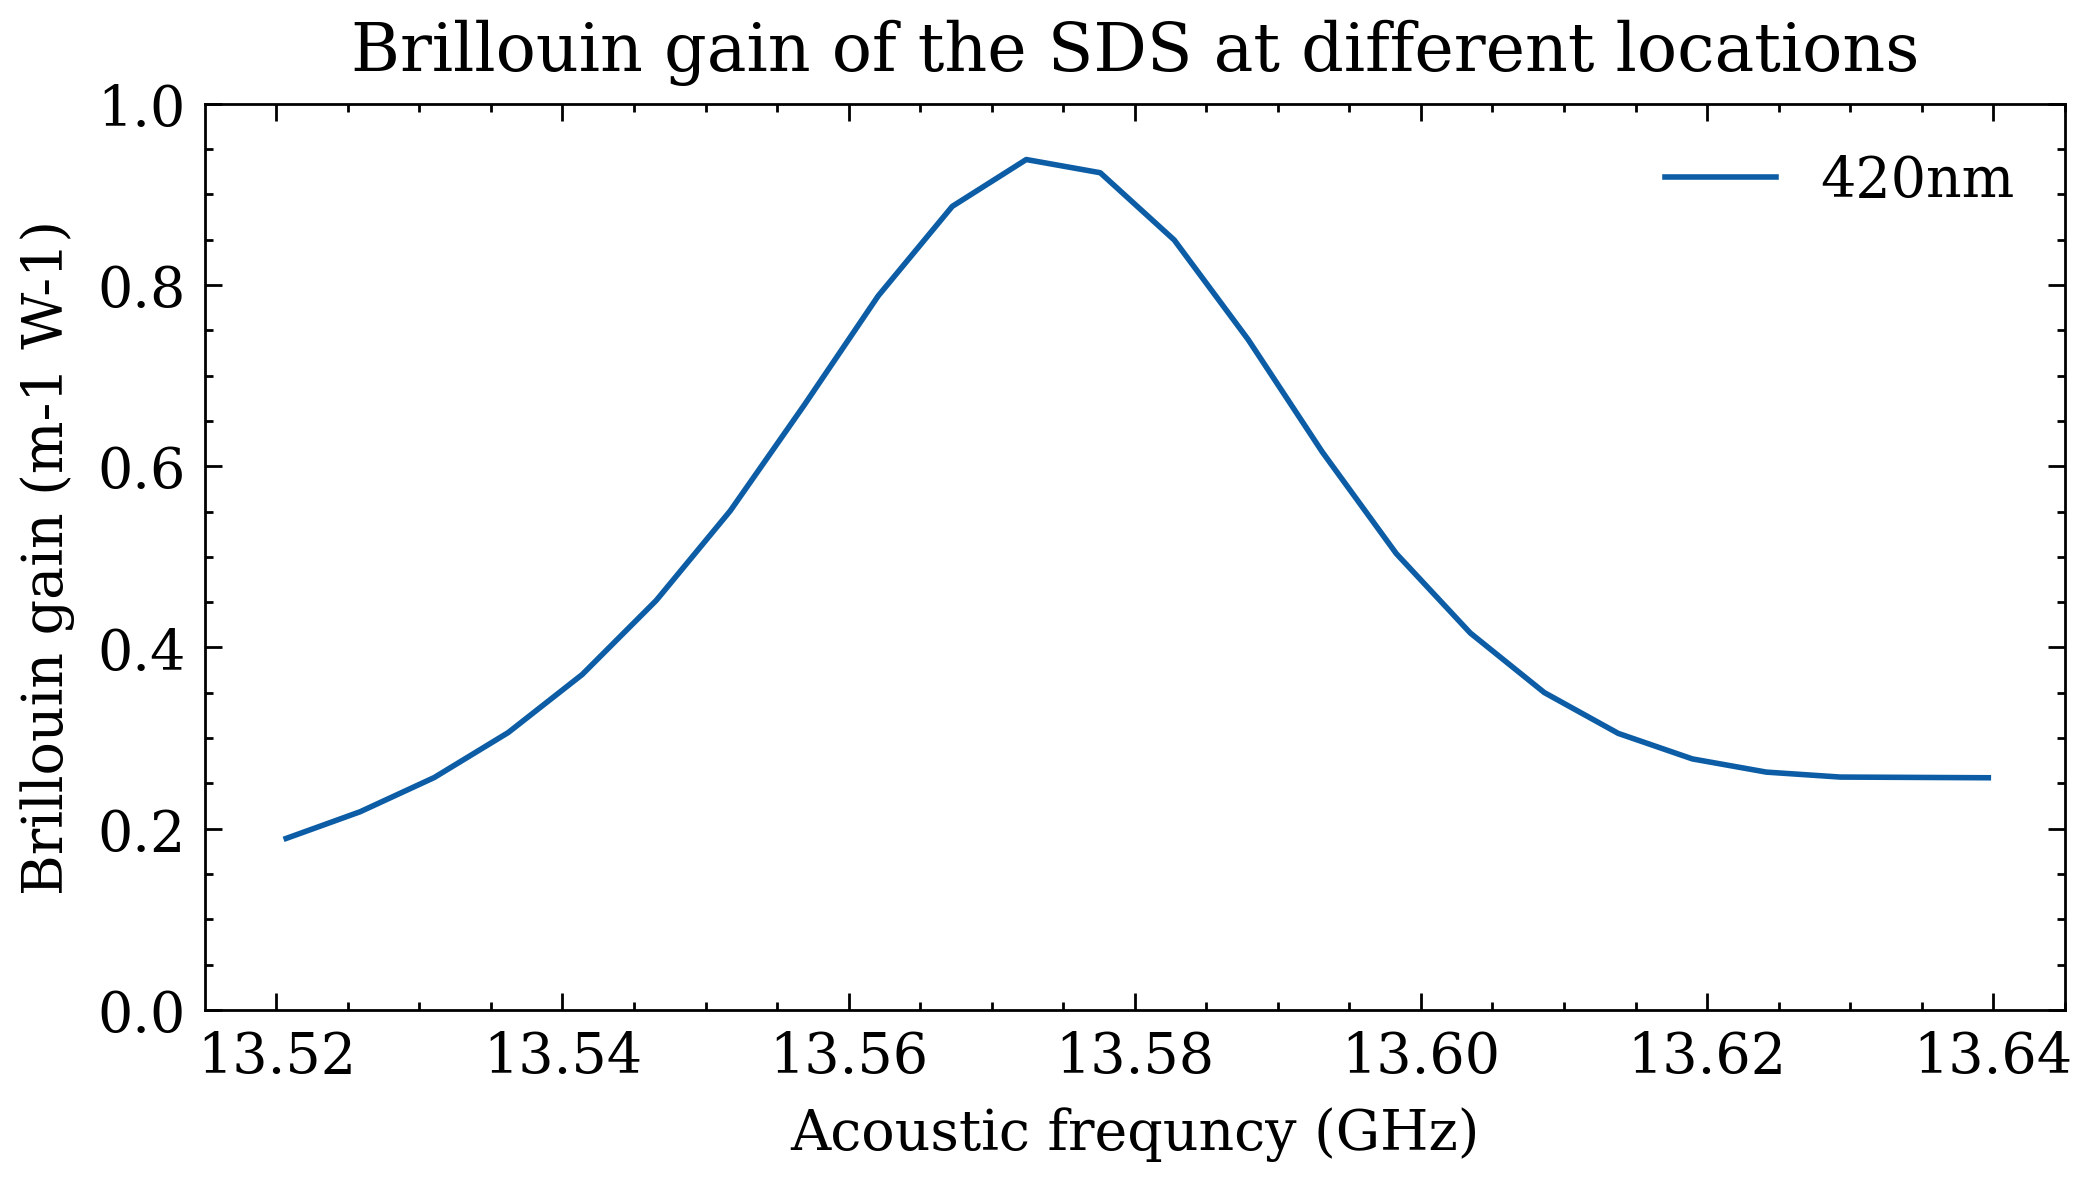 Brillouin gain of the SDS at different locations
1.0
0.8
0.6
0.4
0.2
0.0
Brillouin gain (m-1 W-1)
420nm
13.52 13.54 13.56 13.58 13.60 13.62 13.64
Acoustic frequncy (GHz)